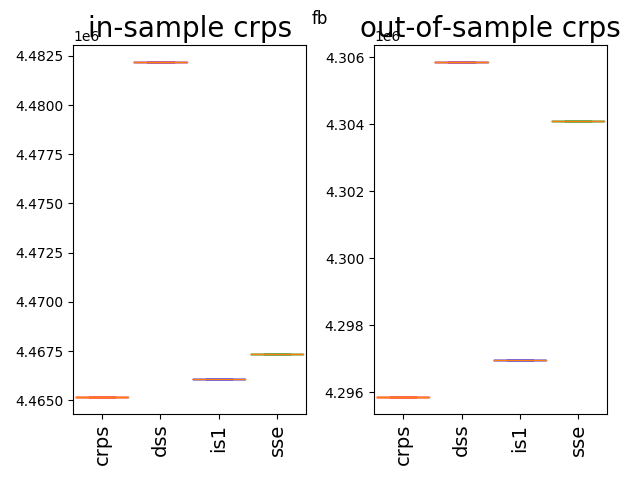 fb
in-sample crps
out-of-sample crps
1e6
1e6
4.4825
4.4800
4.4775
4.4750
4.4725
4.4700
4.4675
4.4650
4.306
4.304
4.302
4.300
4.298
4.296
crps
dss
is1
sse
crps
dss
is1
sse